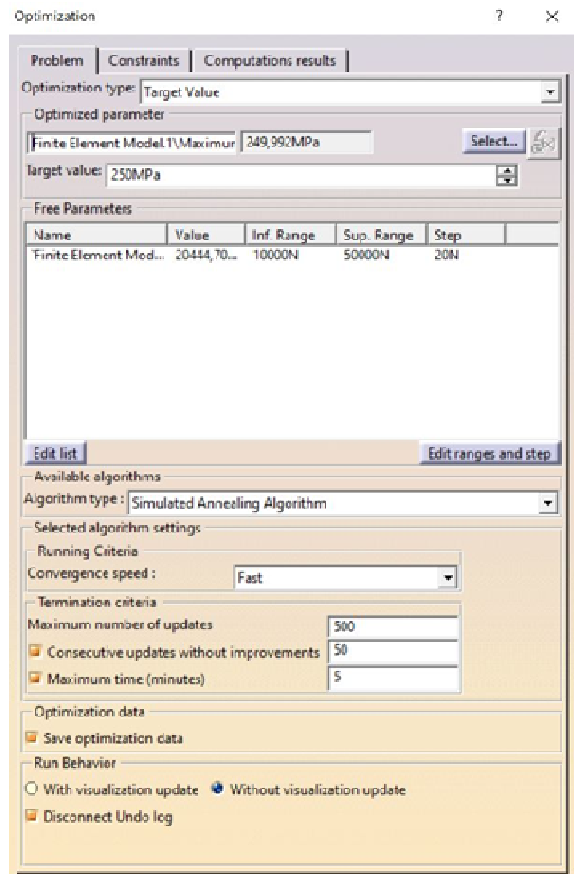 Optimization ? ×
Problem Constraints Computations results
Optimization type: Target Value
Optimized parameter
Finite Element Model.1\Maximur 249,992MPa Select...
Target value: 250MPa
Free Parameters
Name Value Inf. Range Sup. Range Step
'Finite Element Mod... 20444,70... 10000N 50000N 20N
Edit list Edit ranges and step
Available algorithms
Algorithm type : Simulated Annealing Algorithm
Selected algorithm settings
Running Criteria
Convergence speed : Fast
Termination criteria
Maximum number of updates 500
Consecutive updates without improvements 50
Maximum time (minutes) 5
Optimization data
Save optimization data
Run Behavior
With visualization update Without visualization update
Disconnect Undo log